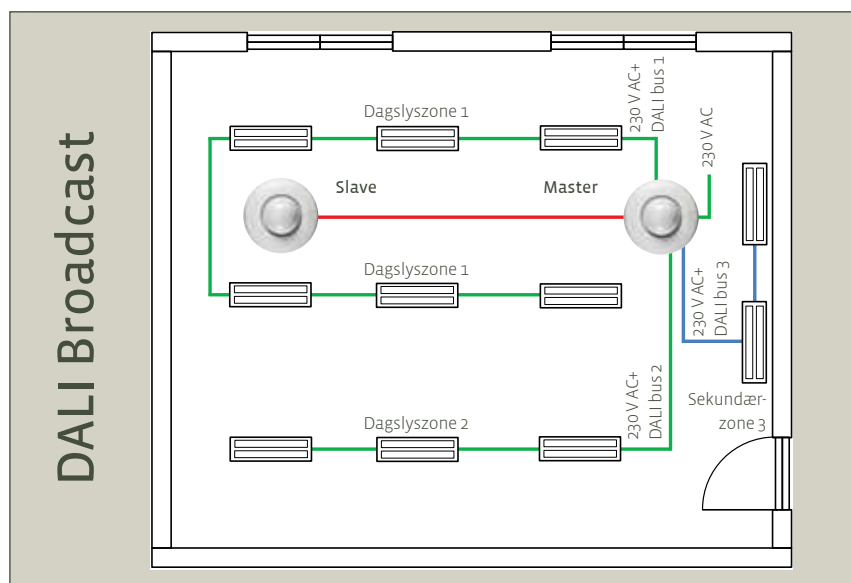 DALI Broadcast
Dagslyszone 1
230 V AC+
DALI bus 1
230 V AC
Slave
Master
Dagslyszone 1
230 V AC+
DALI bus 3
230 V AC+
DALI bus 2
Sekundær-
zone 3
Dagslyszone 2